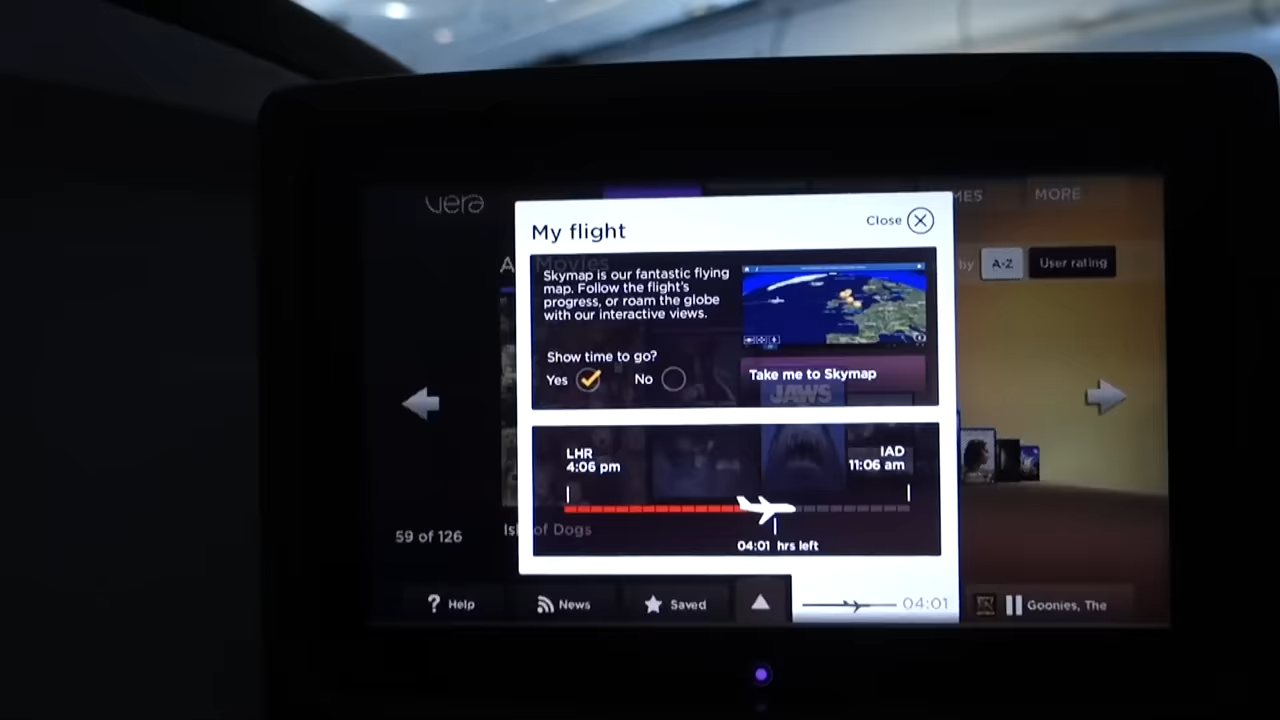 vera
MES
MORE
My flight
Close
Movies
by
A-Z
User rating
Skymap is our fantastic flying
map. Follow the flight's
progress, or roam the globe
with our interactive views.
Show time to go?
Yes
No
Take me to Skymap
JAWS
LHR
4:06 pm
IAD
11:06 am
04:01 hrs left
59 of 126
of Dogs
? Help
News
Saved
04:01
Goonies, The